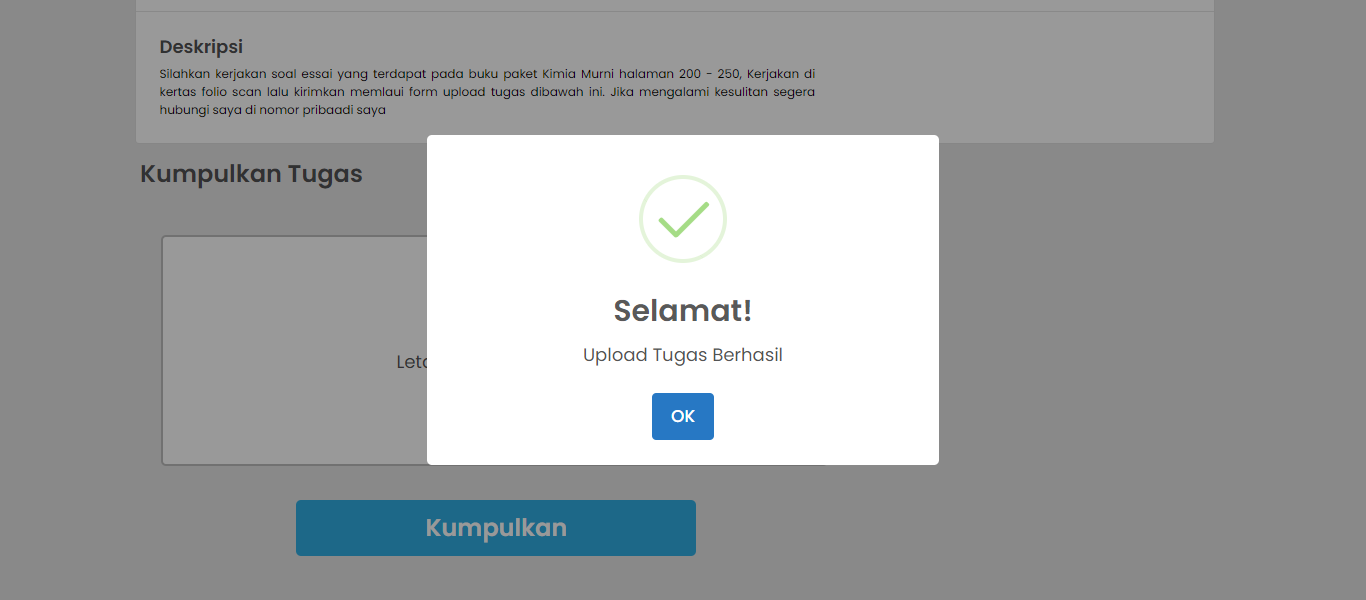 Deskripsi
Silahkan kerjakan soal essai yang terdapat pada buku paket Kimia Murni halaman 200 - 250, Kerjakan di
kertas folio scan lalu kirimkan memlaui form upload tugas dibawah ini. Jika mengalami kesulitan segera
hubungi saya di nomor pribaadi saya
Kumpulkan Tugas
Selamat!
Upload Tugas Berhasil
OK
Kumpulkan